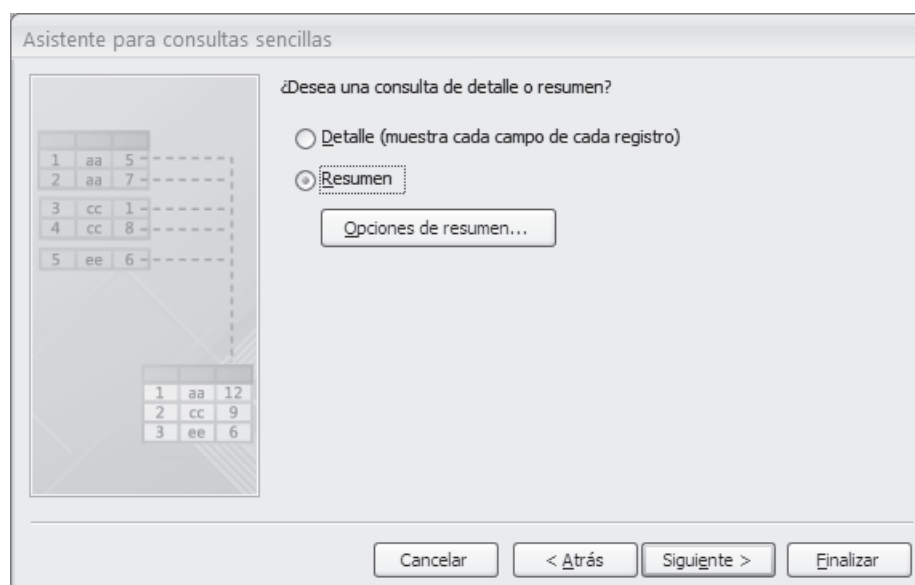 Asistente para consultas sencillas
¿Desea una consulta de detalle o resumen?
Detalle (muestra cada campo de cada registro)
Resumen
Opciones de resumen...
1 aa 5
2 aa 7
3 cc 1
4 cc 8
5 ee 6
1 aa 12
2 cc 9
3 ee 6
Cancelar
< Atrás
Siguiente >
Finalizar